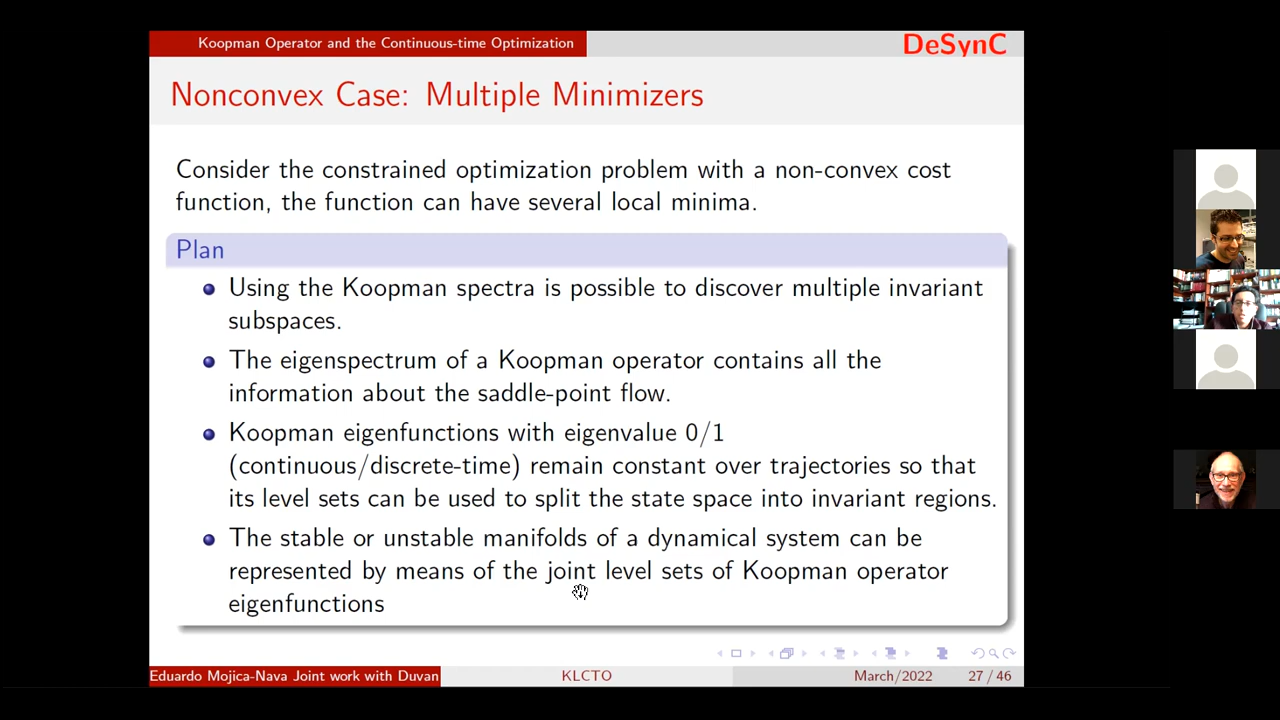 Koopman Operator and the Continuous-time Optimization
DeSynC
Nonconvex Case: Multiple Minimizers
Consider the constrained optimization problem with a non-convex cost
function, the function can have several local minima.
Plan
Using the Koopman spectra is possible to discover multiple invariant
subspaces.
The eigenspectrum of a Koopman operator contains all the
information about the saddle-point flow.
Koopman eigenfunctions with eigenvalue 0/1
(continuous/discrete-time) remain constant over trajectories so that
its level sets can be used to split the state space into invariant regions.
The stable or unstable manifolds of a dynamical system can be
represented by means of the joint level sets of Koopman operator
eigenfunctions
Eduardo Mojica-Nava Joint work with Duvan
KLCTO
March/2022
27 / 46